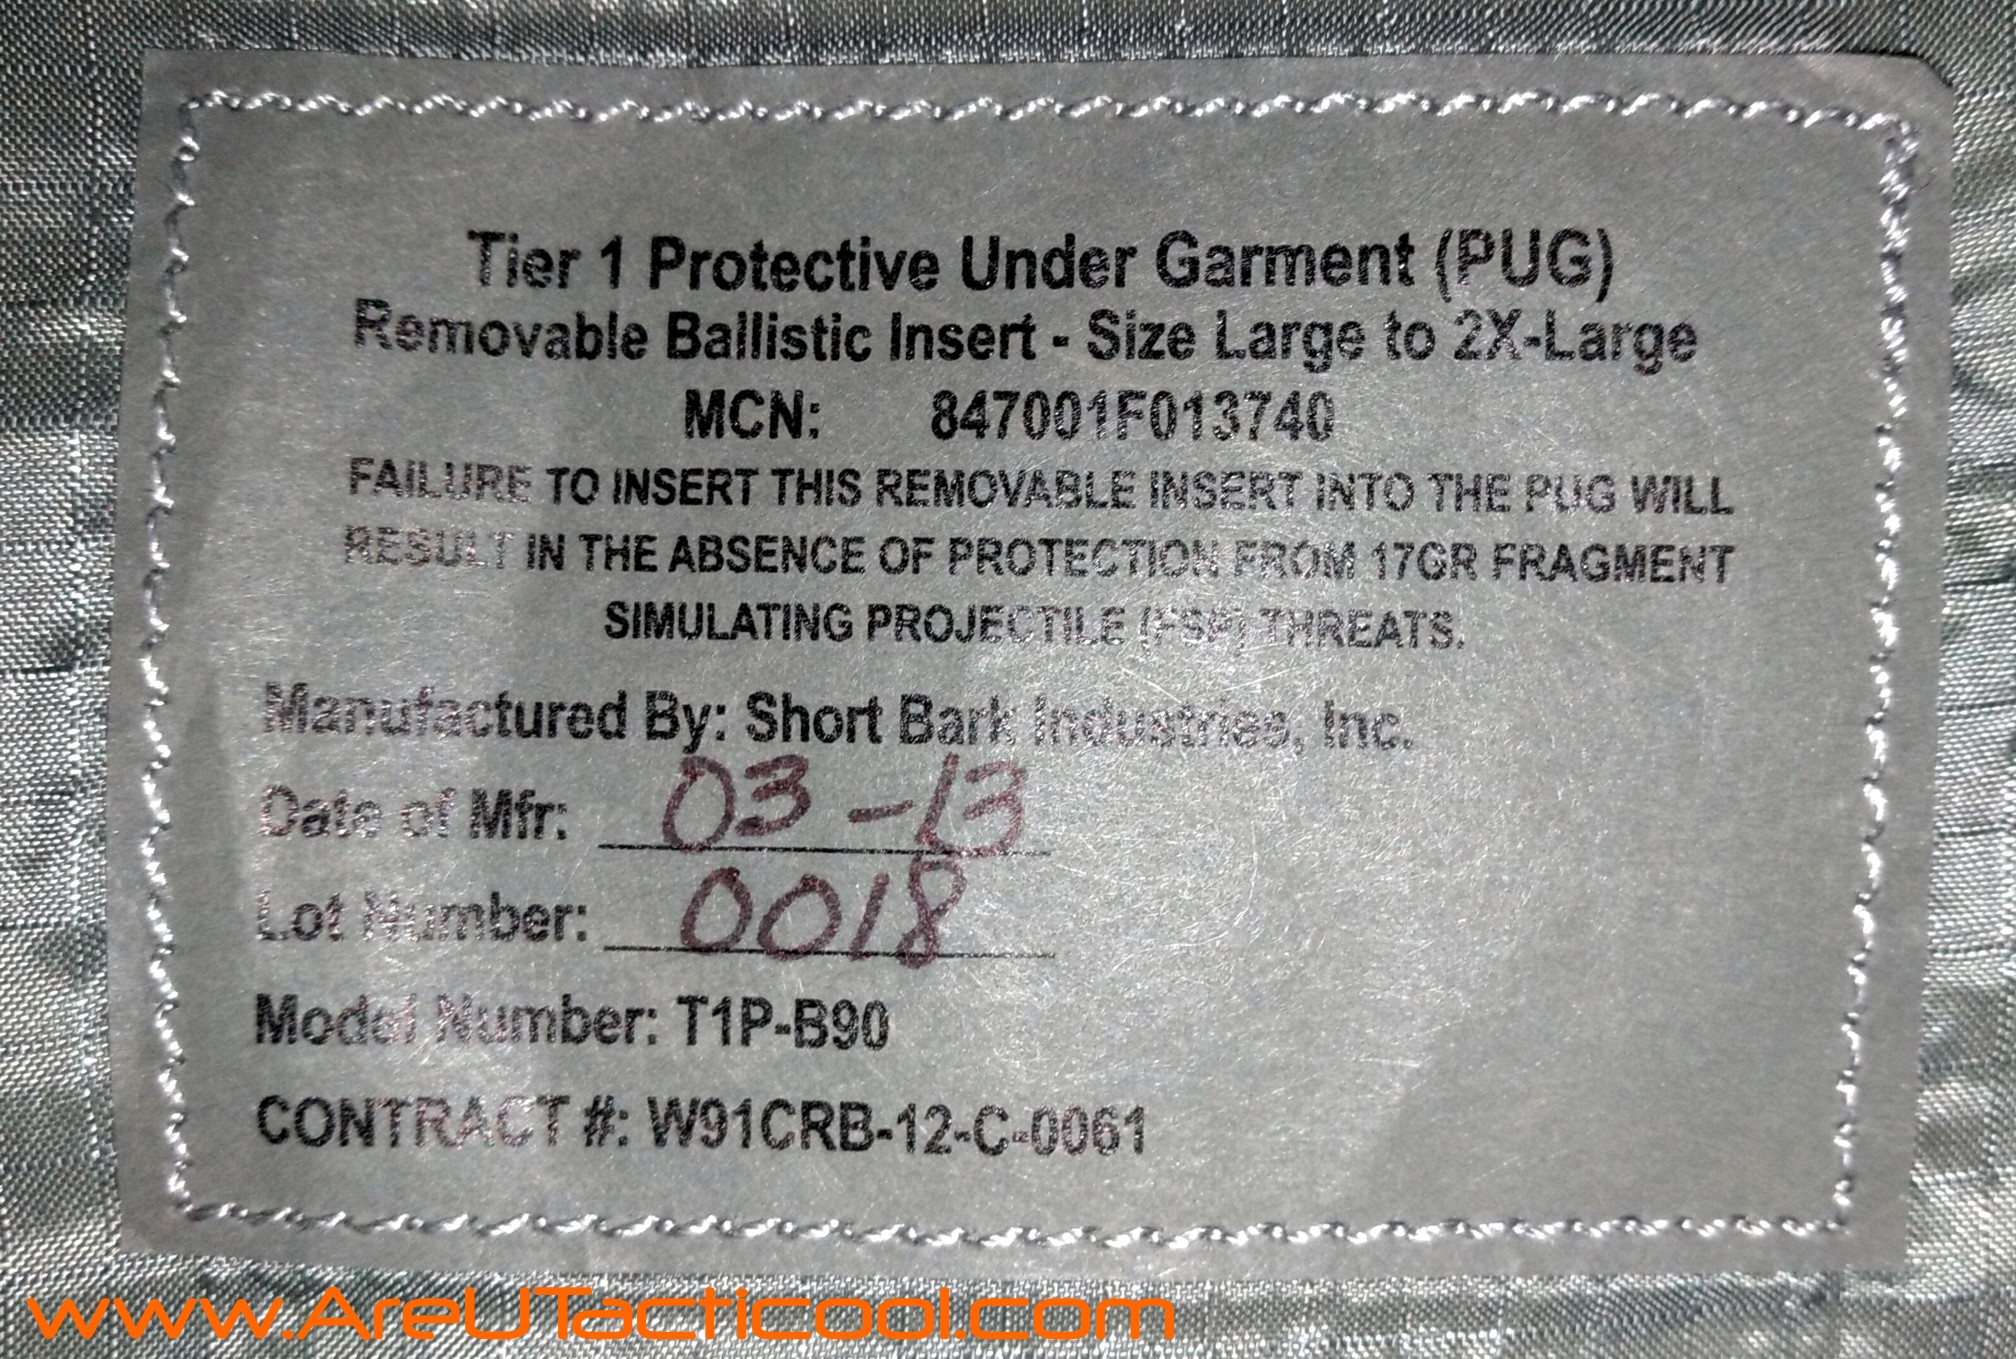 Tier 1 Protective Under Garment (PUG)
Removable Ballistic Insert - Size Large to 2X-Large
MCN: 847001F013740
FAILURE TO INSERT THIS REMOVABLE INSERT INTO THE PUG WILL
RESULT IN THE ABSENCE OF PROTECTION FROM 17GR FRAGMENT
SIMULATING PROJECTILE (FSP) THREATS.
Manufactured By: Short Bark Industries, Inc.
Date of Mfr: 03-13
Lot Number: 0018
Model Number: T1P-B90
CONTRACT #: W91CRB-12-C-0061
www.AreUTacticool.com